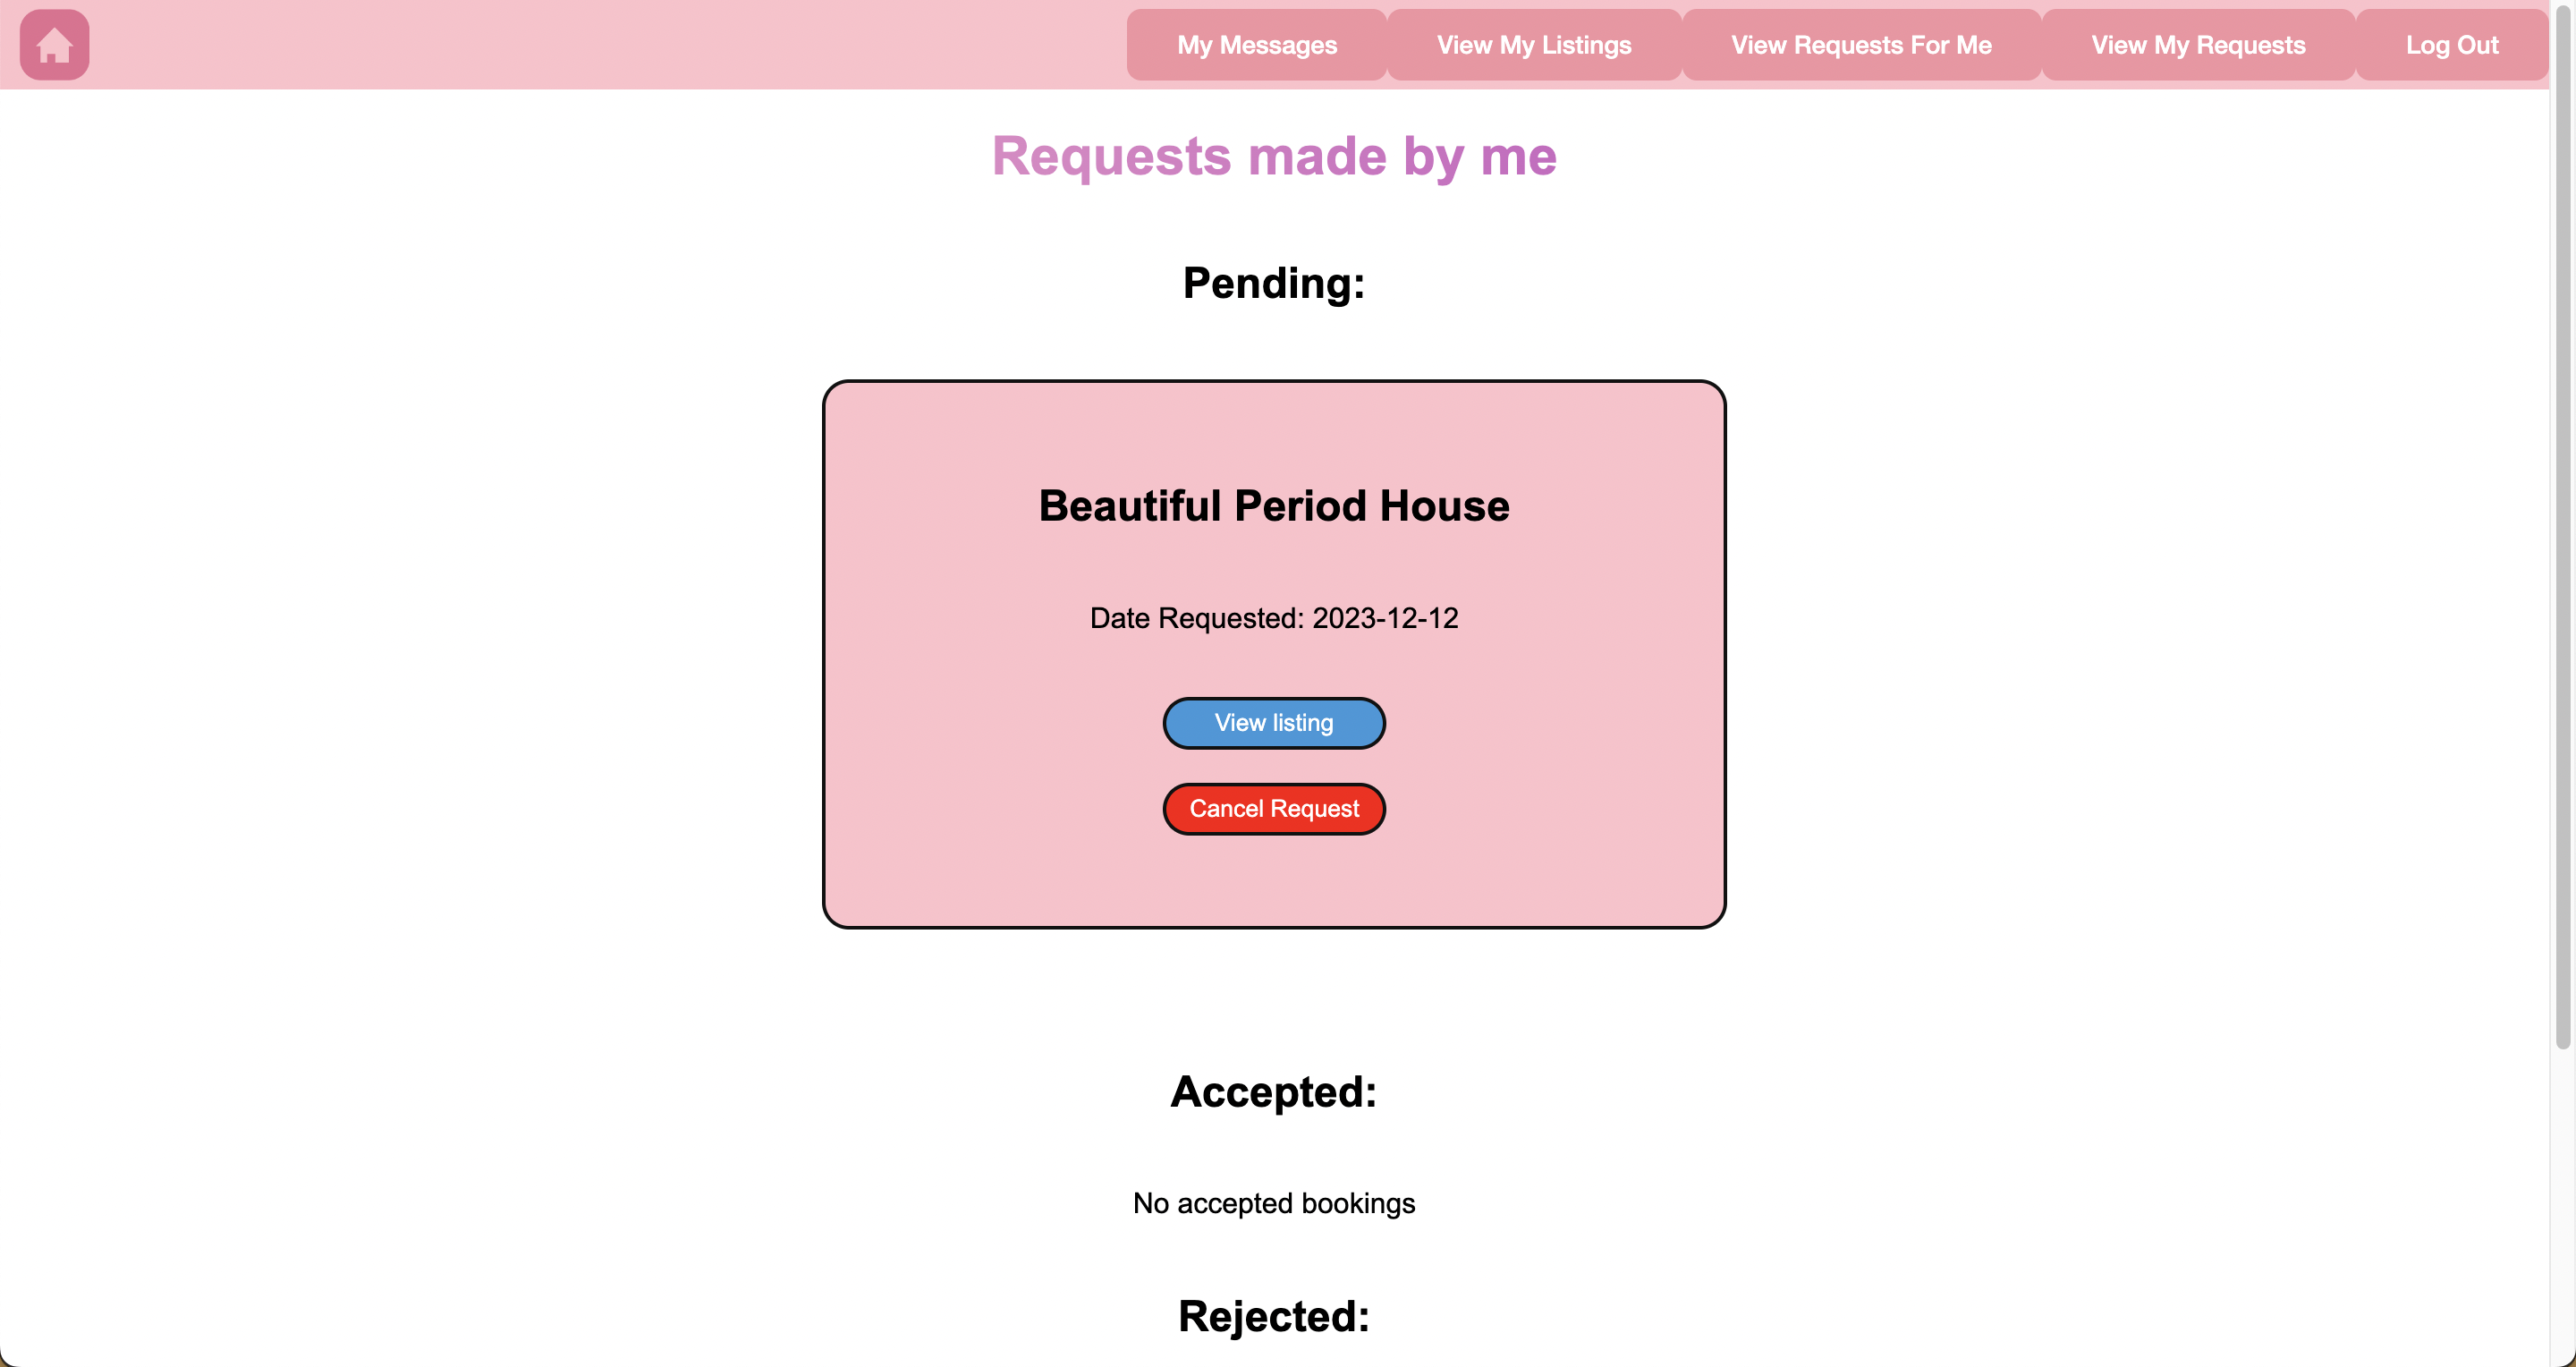 My Messages View My Listings View Requests For Me View My Requests Log Out
Requests made by me
Pending:
Beautiful Period House
Date Requested: 2023-12-12
View listing
Cancel Request
Accepted:
No accepted bookings
Rejected: